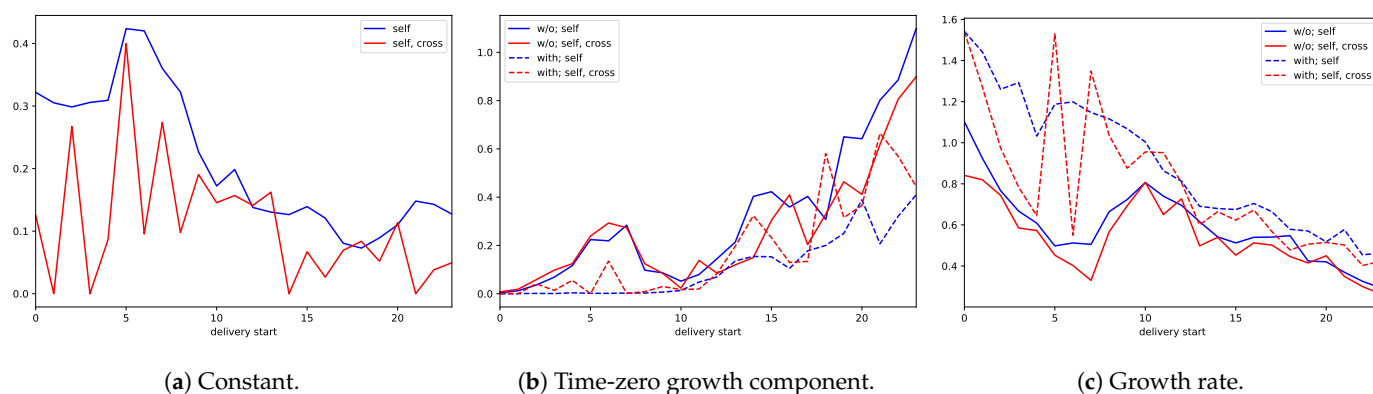 self
self, cross
0.4
0.3
0.2
0.1
0.0
0
5
10
15
20
delivery start
(a) Constant.
w/o; self
w/o; self, cross
with; self
with; self, cross
1.0
0.8
0.6
0.4
0.2
0.0
0
5
10
15
20
delivery start
(b) Time-zero growth component.
w/o; self
w/o; self, cross
with; self
with; self, cross
1.6
1.4
1.2
1.0
0.8
0.6
0.4
0
5
10
15
20
delivery start
(c) Growth rate.